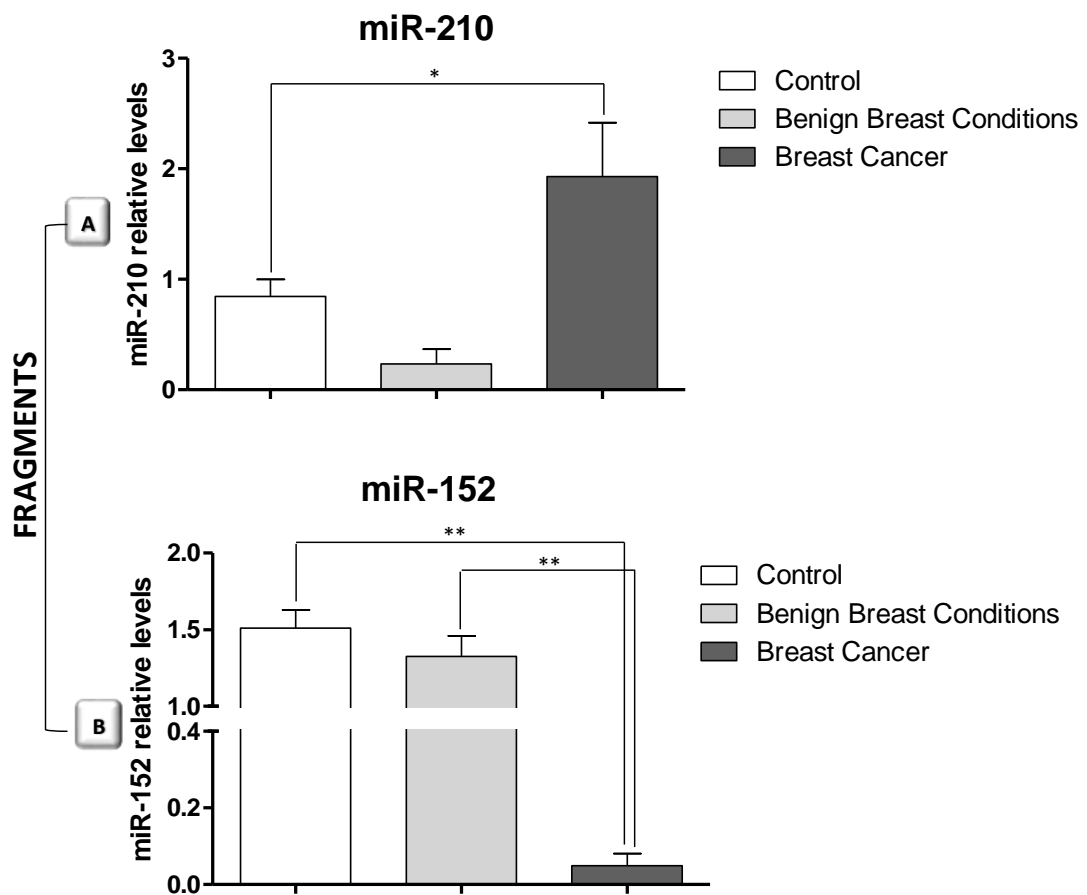 miR-210
3
2
1
0
miR-210 relative levels
*
Control
Benign Breast Conditions
Breast Cancer
A
FRAGMENTS
miR-152
2.0
1.5
1.0
0.4
0.2
0.0
miR-152 relative levels
**
**
Control
Benign Breast Conditions
Breast Cancer
B